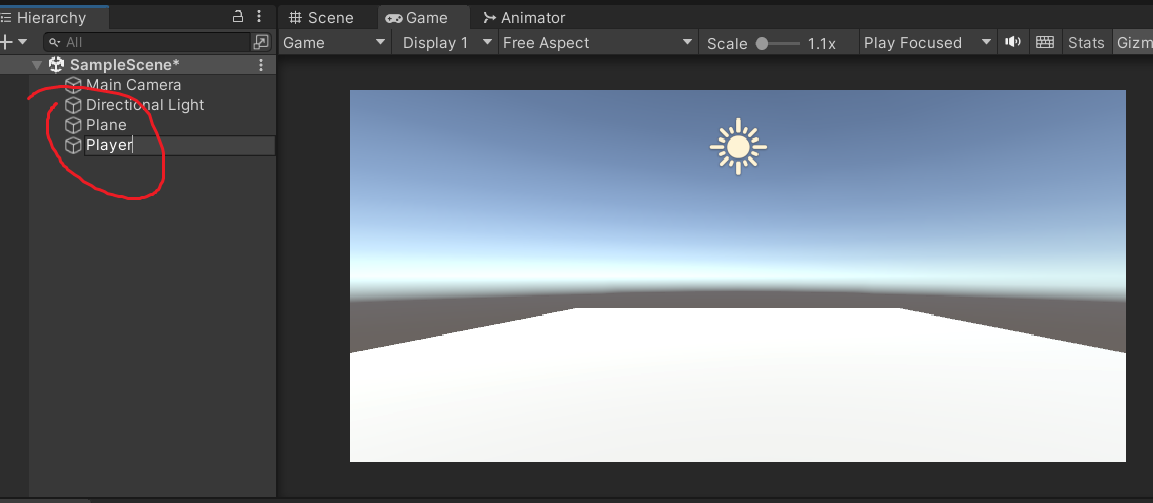 Hierarchy
Scene
Game
Animator
All
Game
Display 1
Free Aspect
Scale
1.1x
Play Focused
Stats
Gizm
SampleScene*
Main Camera
Directional Light
Plane
Player